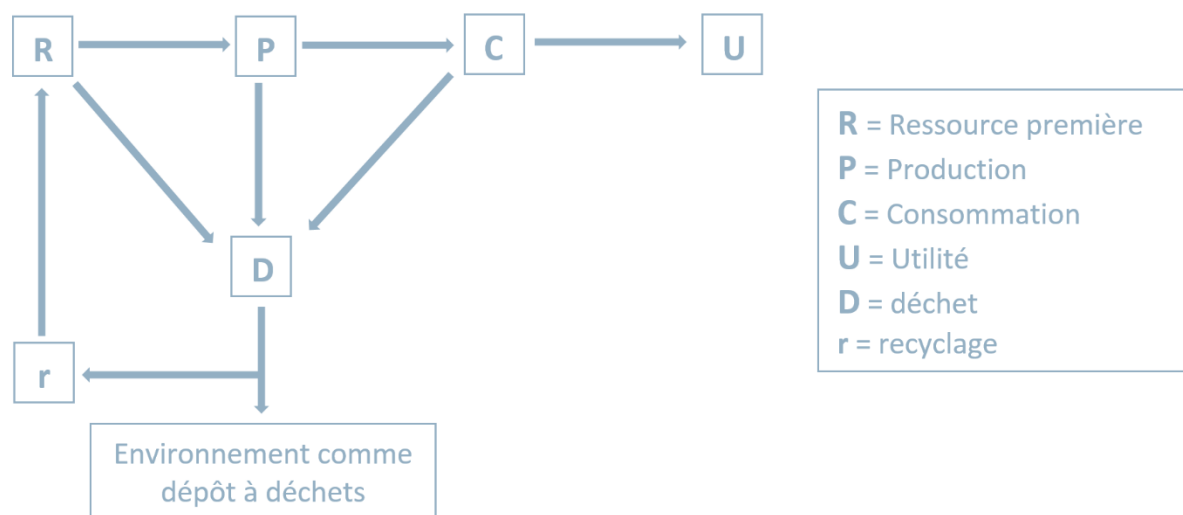 R
P
C
U
D
r
Environnement comme
dépôt à déchets
R = Ressource première
P = Production
C = Consommation
U = Utilité
D = déchet
r = recyclage